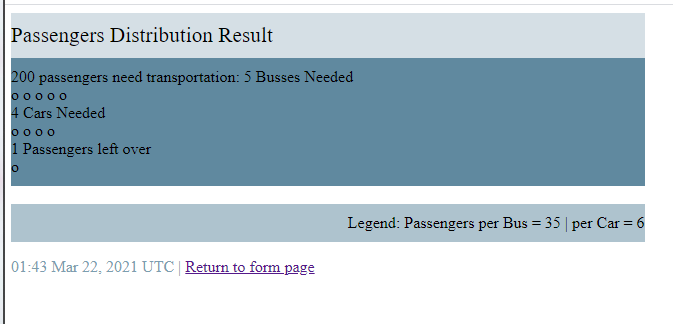 Passengers Distribution Result
200 passengers need transportation: 5 Busses Needed
o o o o o
4 Cars Needed
o o o o
1 Passengers left over
o
Legend: Passengers per Bus = 35 | per Car = 6
01:43 Mar 22, 2021 UTC | Return to form page